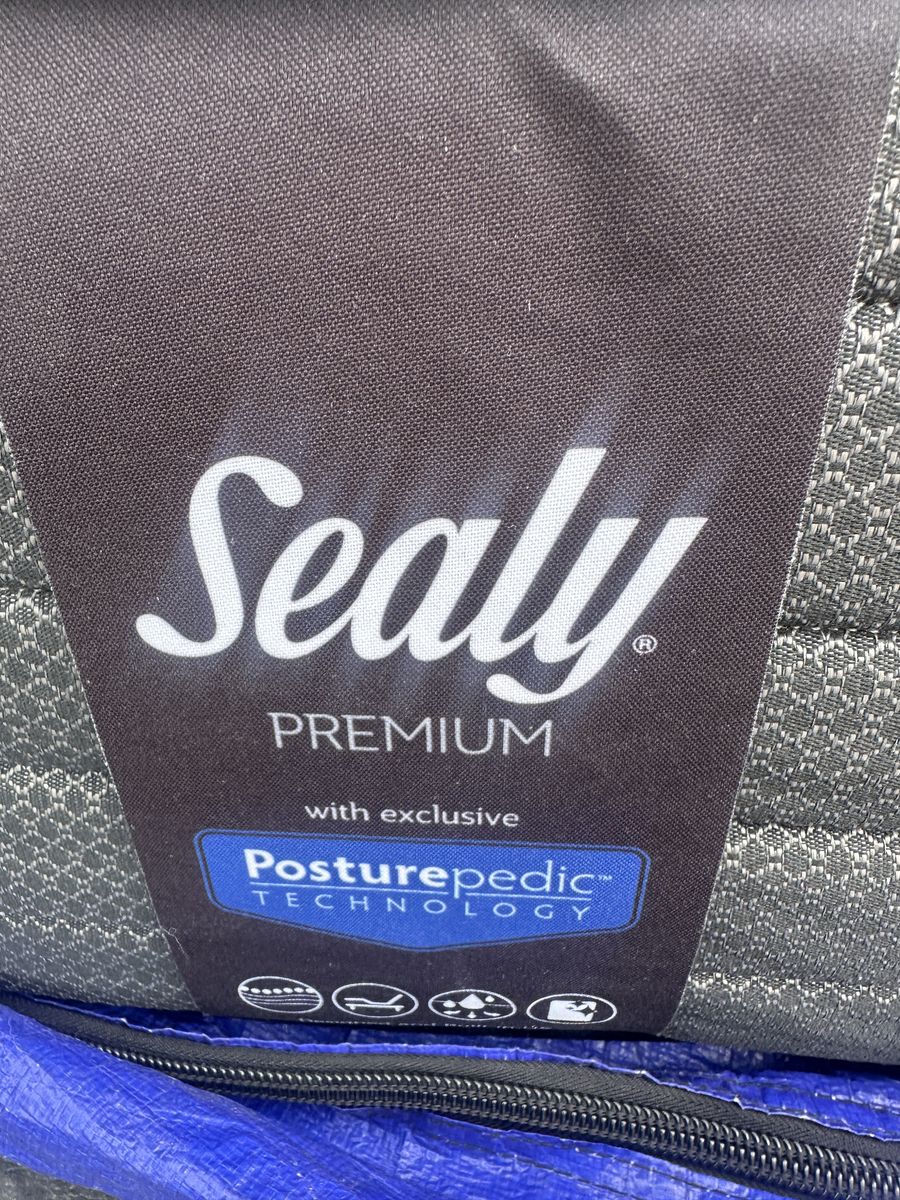 Sealy®
PREMIUM
with exclusive
Posturepedic™
TECHNOLOGY